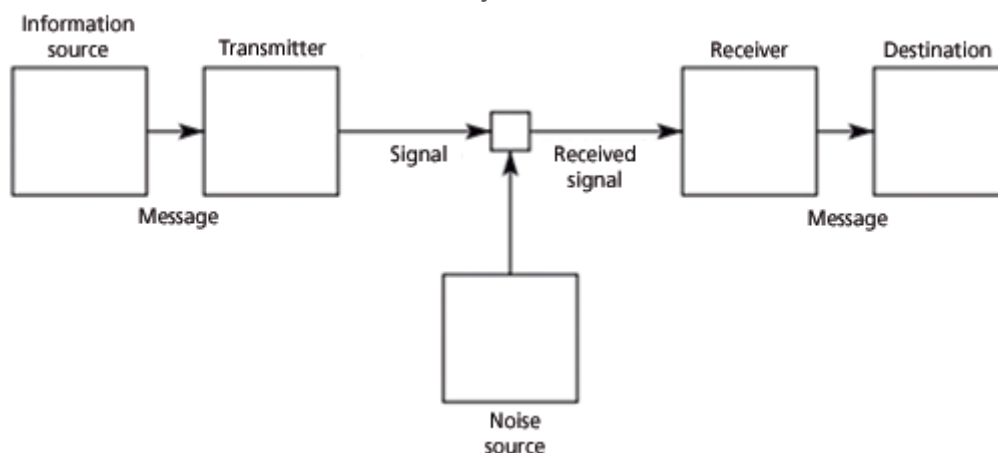 Information
source
Transmitter
Receiver
Destination
Signal
Received
signal
Message
Message
Noise
source